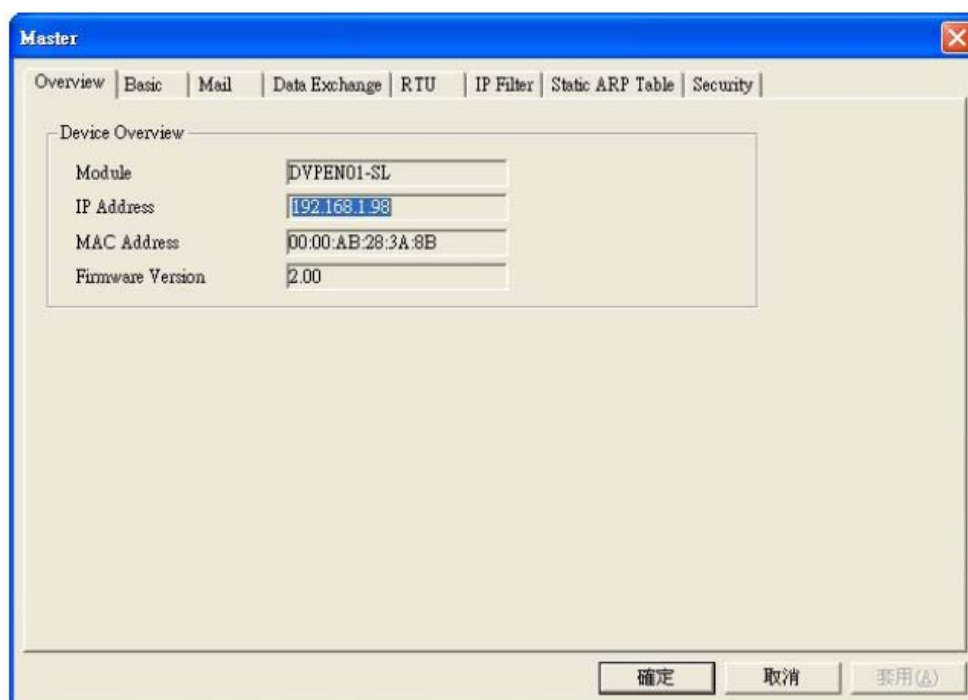 Master
Overview Basic Mail Data Exchange RTU IP Filter Static ARP Table Security
Device Overview
Module DVPEN01-SL
IP Address 192.168.1.98
MAC Address 00:00:AB:28:3A:8B
Firmware Version 2.00
確定 取消 套用(A)